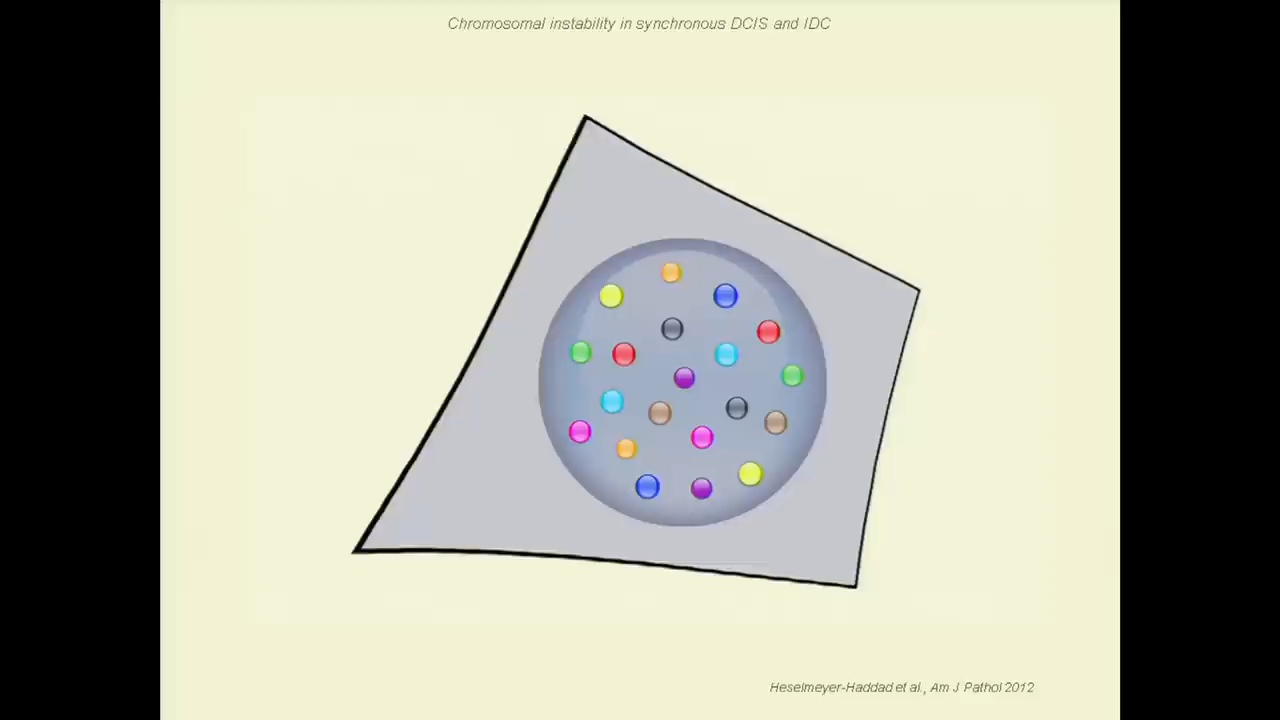 Chromosomal instability in synchronous DCIS and IDC
Heselmeyer-Haddad et al., Am J Pathol 2012